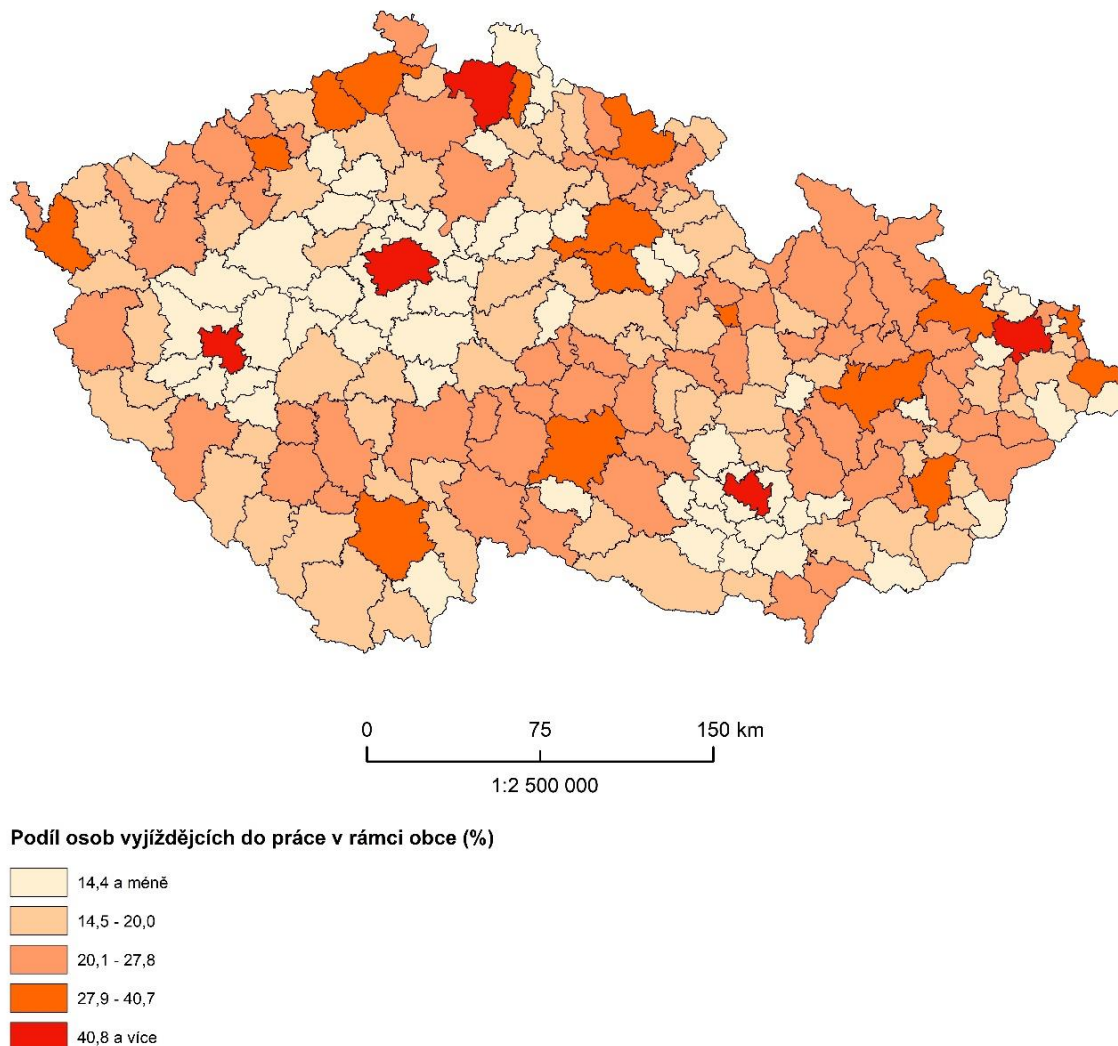 0 75 150 km
1:2 500 000
Podíl osob vyjíždějcích do práce v rámci obce (%)
14,4 a méně
14,5 - 20,0
20,1 - 27,8
27,9 - 40,7
40,8 a více